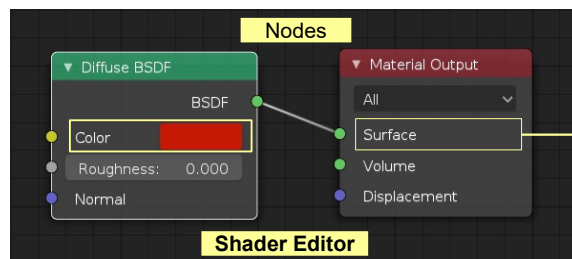 Nodes
Diffuse BSDF
BSDF
Color
Roughness: 0.000
Normal
Material Output
All
Surface
Volume
Displacement
Shader Editor